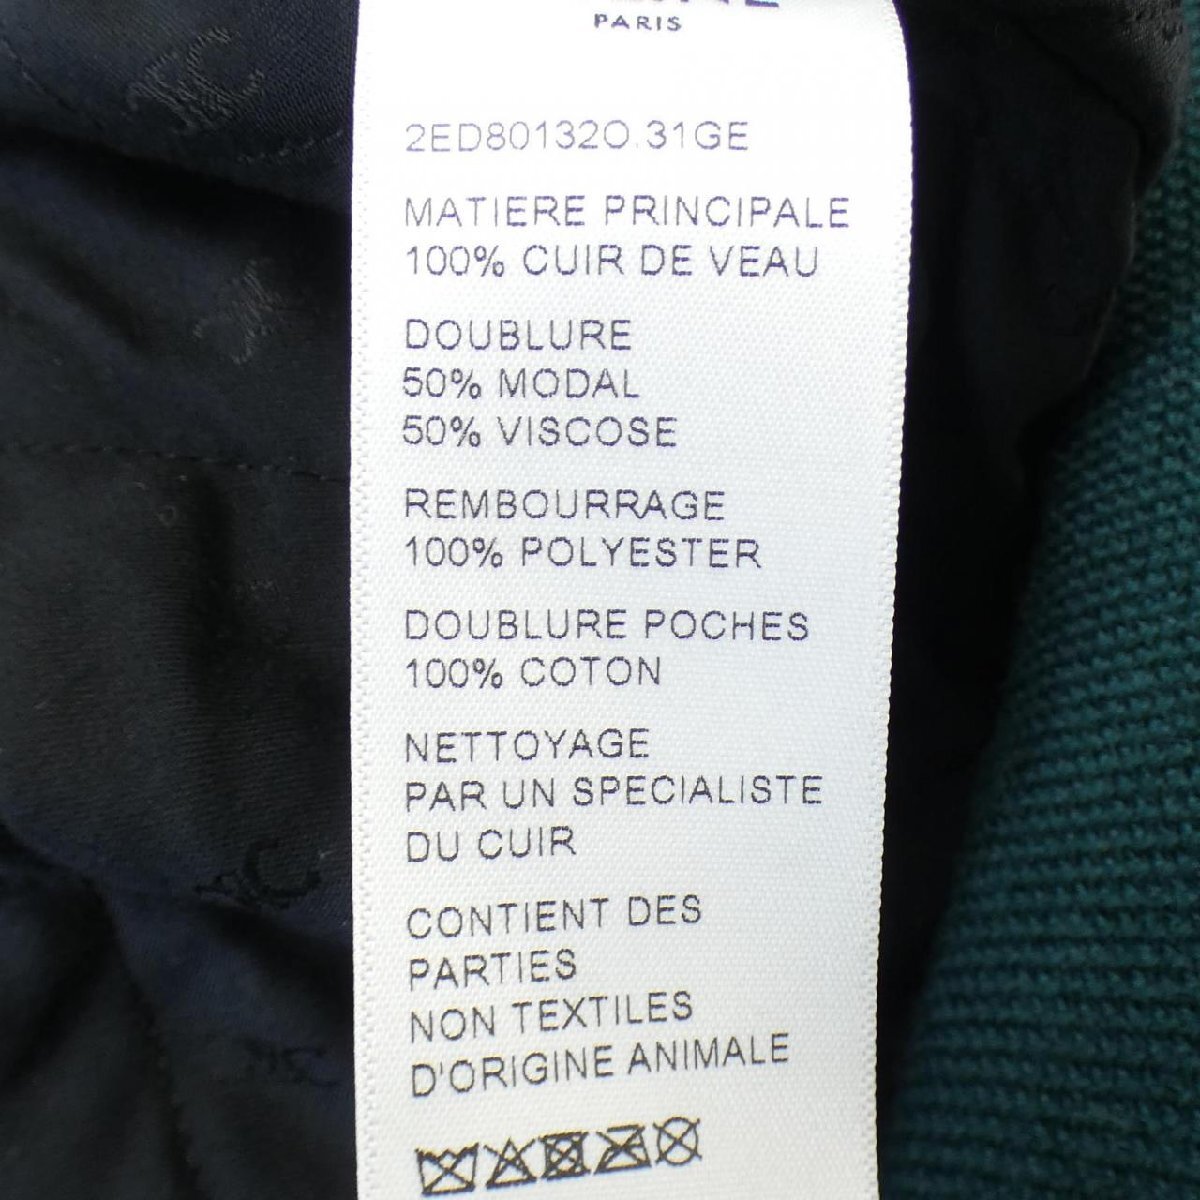 PARIS
2ED80132O.31GE
MATIERE PRINCIPALE
100% CUIR DE VEAU
DOUBLURE
50% MODAL
50% VISCOSE
REMBOURRAGE
100% POLYESTER
DOUBLURE POCHES
100% COTON
NETTOYAGE
PAR UN SPECIALISTE
DU CUIR
CONTIENT DES
PARTIES
NON TEXTILES
D'ORIGINE ANIMALE